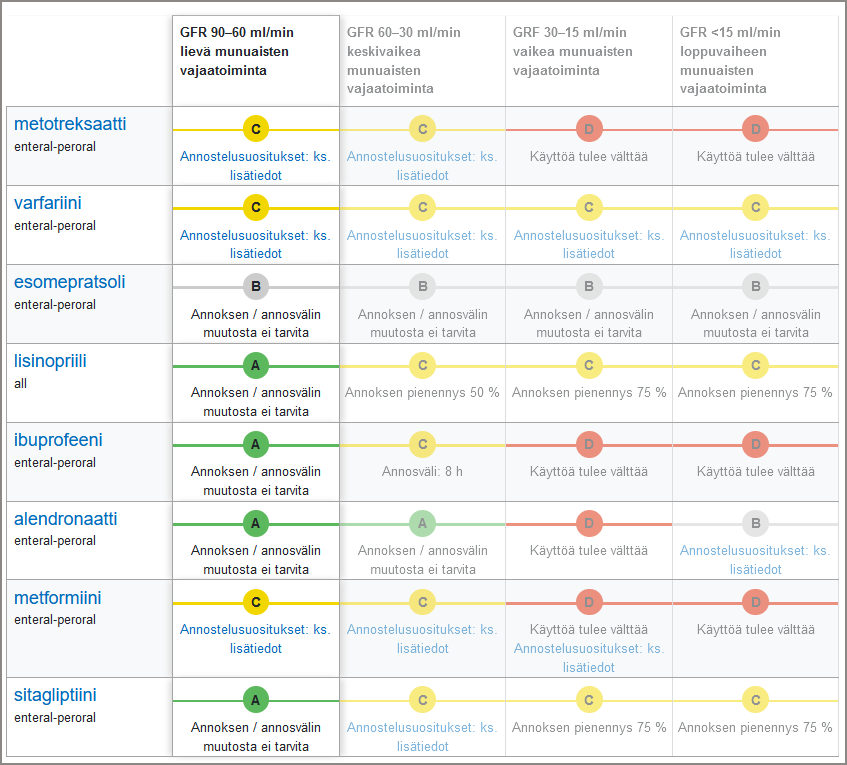 GFR 90–60 ml/min
lievä munuaisten
vajaatoiminta
GFR 60–30 ml/min
keskivaikea
munuaisten
vajaatoiminta
GRF 30–15 ml/min
vaikea munuaisten
vajaatoiminta
GFR <15 ml/min
loppuvaiheen
munuaisten
vajaatoiminta
metotreksaatti
enteral-peroral
C
Annostelusuositukset: ks.
lisätiedot
C
Annostelusuositukset: ks.
lisätiedot
D
Käyttöä tulee välttää
D
Käyttöä tulee välttää
varfariini
enteral-peroral
C
Annostelusuositukset: ks.
lisätiedot
C
Annostelusuositukset: ks.
lisätiedot
C
Annostelusuositukset: ks.
lisätiedot
C
Annostelusuositukset: ks.
lisätiedot
esomepratsoli
enteral-peroral
B
Annoksen / annosvälin
muutosta ei tarvita
B
Annoksen / annosvälin
muutosta ei tarvita
B
Annoksen / annosvälin
muutosta ei tarvita
B
Annoksen / annosvälin
muutosta ei tarvita
lisinopriili
all
A
Annoksen / annosvälin
muutosta ei tarvita
C
Annoksen pienennys 50 %
C
Annoksen pienennys 75 %
C
Annoksen pienennys 75 %
ibuprofeeni
enteral-peroral
A
Annoksen / annosvälin
muutosta ei tarvita
C
Annosväli: 8 h
D
Käyttöä tulee välttää
D
Käyttöä tulee välttää
alendronaatti
enteral-peroral
A
Annoksen / annosvälin
muutosta ei tarvita
A
Annoksen / annosvälin
muutosta ei tarvita
D
Käyttöä tulee välttää
B
Annostelusuositukset: ks.
lisätiedot
metformiini
enteral-peroral
C
Annostelusuositukset: ks.
lisätiedot
C
Annostelusuositukset: ks.
lisätiedot
D
Käyttöä tulee välttää
Annostelusuositukset: ks.
lisätiedot
D
Käyttöä tulee välttää
sitagliptiini
enteral-peroral
A
Annoksen / annosvälin
muutosta ei tarvita
C
Annostelusuositukset: ks.
lisätiedot
C
Annoksen pienennys 75 %
C
Annoksen pienennys 75 %